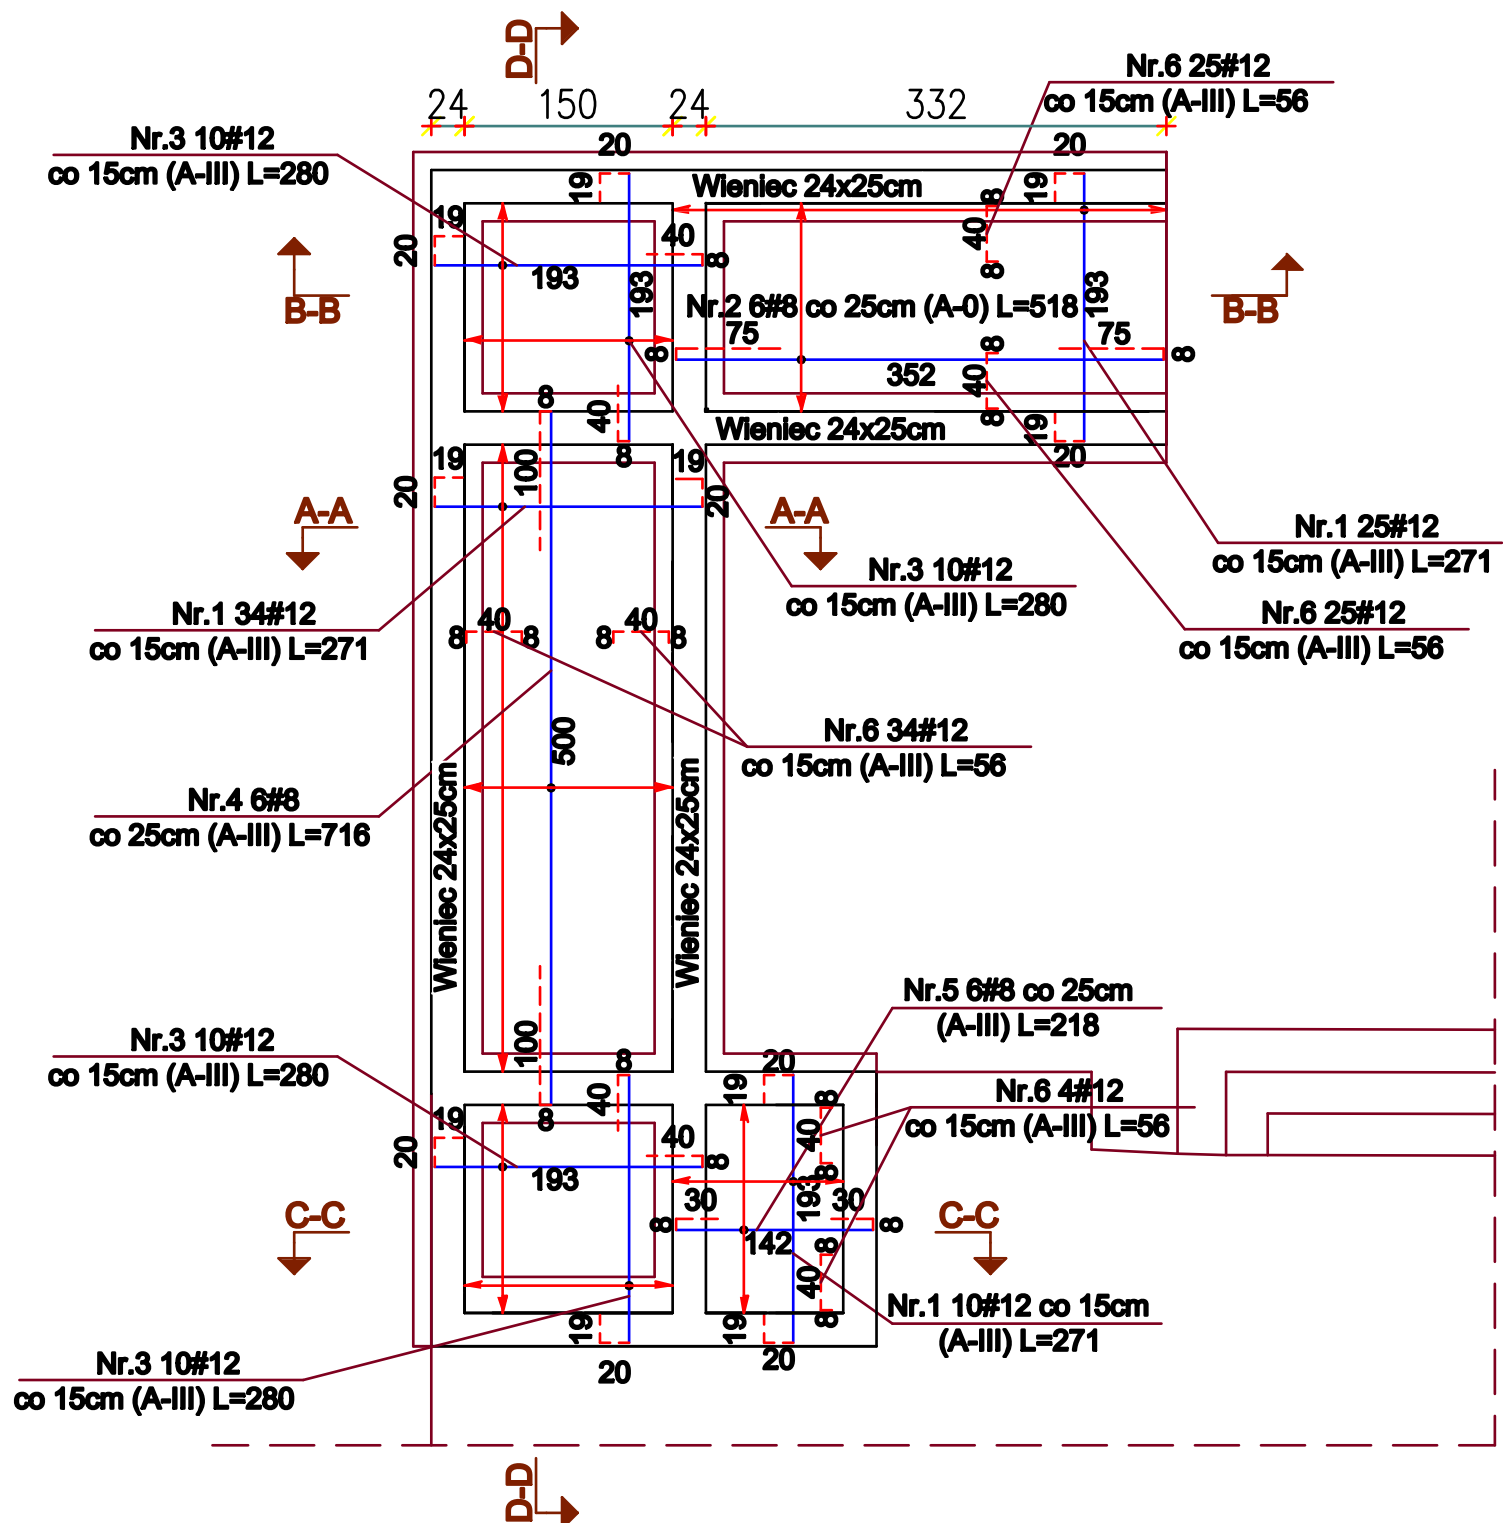 D-D
Nr.6 25#12
co 15cm (A-III) L=56
24 150 24 332
Nr.3 10#12
co 15cm (A-III) L=280
20
20
19
Wieniec 24x25cm
19
8
19
20
40
8
40
8
193
193
193
B-B
B-B
Nr.2 6#8 co 25cm (A-0) L=518
75
75
8
8
8
352
40
8
8
40
Wieniec 24x25cm
19
20
8
19
20
100
19
20
A-A
A-A
Nr.1 25#12
co 15cm (A-III) L=271
Nr.3 10#12
co 15cm (A-III) L=280
Nr.1 34#12
co 15cm (A-III) L=271
Nr.6 25#12
co 15cm (A-III) L=56
8
40
8
8
40
8
500
Nr.6 34#12
co 15cm (A-III) L=56
Nr.4 6#8
co 25cm (A-III) L=716
Wieniec 24x25cm
Wieniec 24x25cm
Nr.5 6#8 co 25cm
(A-III) L=218
Nr.3 10#12
co 15cm (A-III) L=280
100
8
40
20
19
8
Nr.6 4#12
co 15cm (A-III) L=56
19
20
8
40
8
40
8
193
193
C-C
C-C
30
30
8
8
142
8
40
8
Nr.1 10#12 co 15cm
(A-III) L=271
19
20
19
20
Nr.3 10#12
co 15cm (A-III) L=280
D-D